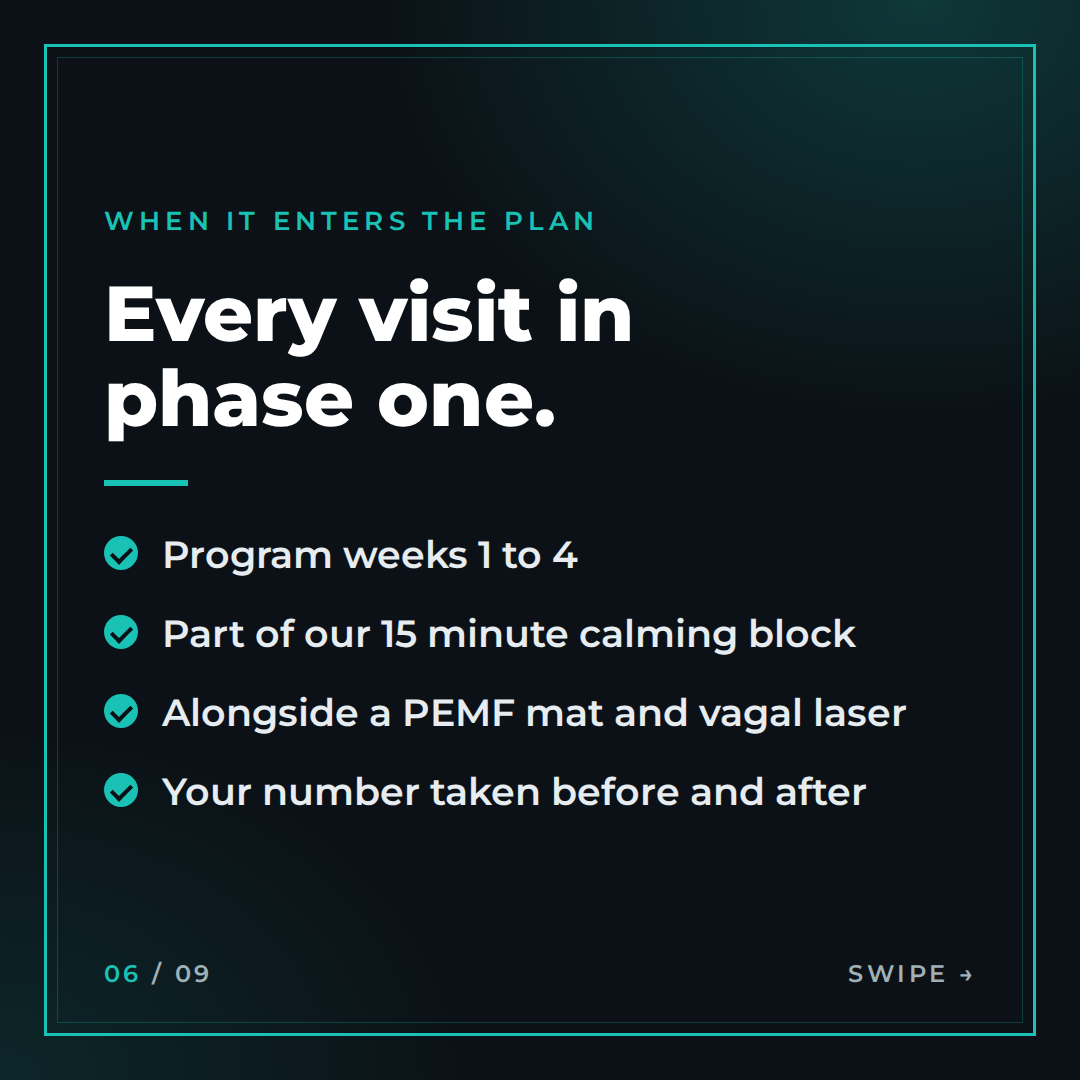 WHEN IT ENTERS THE PLAN
Every visit in
phase one.
Program weeks 1 to 4
Part of our 15 minute calming block
Alongside a PEMF mat and vagal laser
Your number taken before and after
06 / 09
SWIPE →